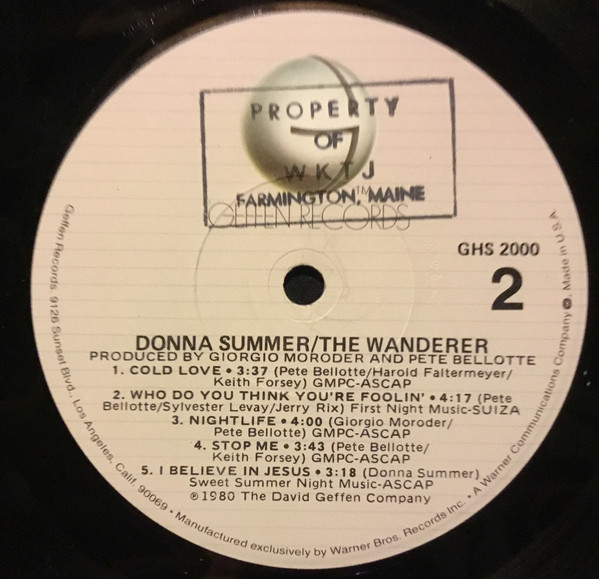 PROPERTY
OF
WKTJ
FARMINGTON, MAINE
TM
GEFFEN RECORDS
GHS 2000
2
DONNA SUMMER/THE WANDERER
PRODUCED BY GIORGIO MORODER AND PETE BELLOTTE
1. COLD LOVE • 3:37 (Pete Bellotte/Harold Faltermeyer/
Keith Forsey) GMPC-ASCAP
2. WHO DO YOU THINK YOU'RE FOOLIN' • 4:17 (Pete
Bellotte/Sylvester Levay/Jerry Rix) First Night Music-SUIZA
3. NIGHTLIFE • 4:00 (Giorgio Moroder/
Pete Bellotte) GMPC-ASCAP
4. STOP ME • 3:43 (Pete Bellotte/
Keith Forsey) GMPC-ASCAP
5. I BELIEVE IN JESUS • 3:18 (Donna Summer)
Sweet Summer Night Music-ASCAP
℗1980 The David Geffen Company
Geffen Records, 9126 Sunset Blvd., Los Angeles, Calif. 90069 • Manufactured exclusively by Warner Bros. Records Inc. • A Warner Communications Company. Made in U.S.A.